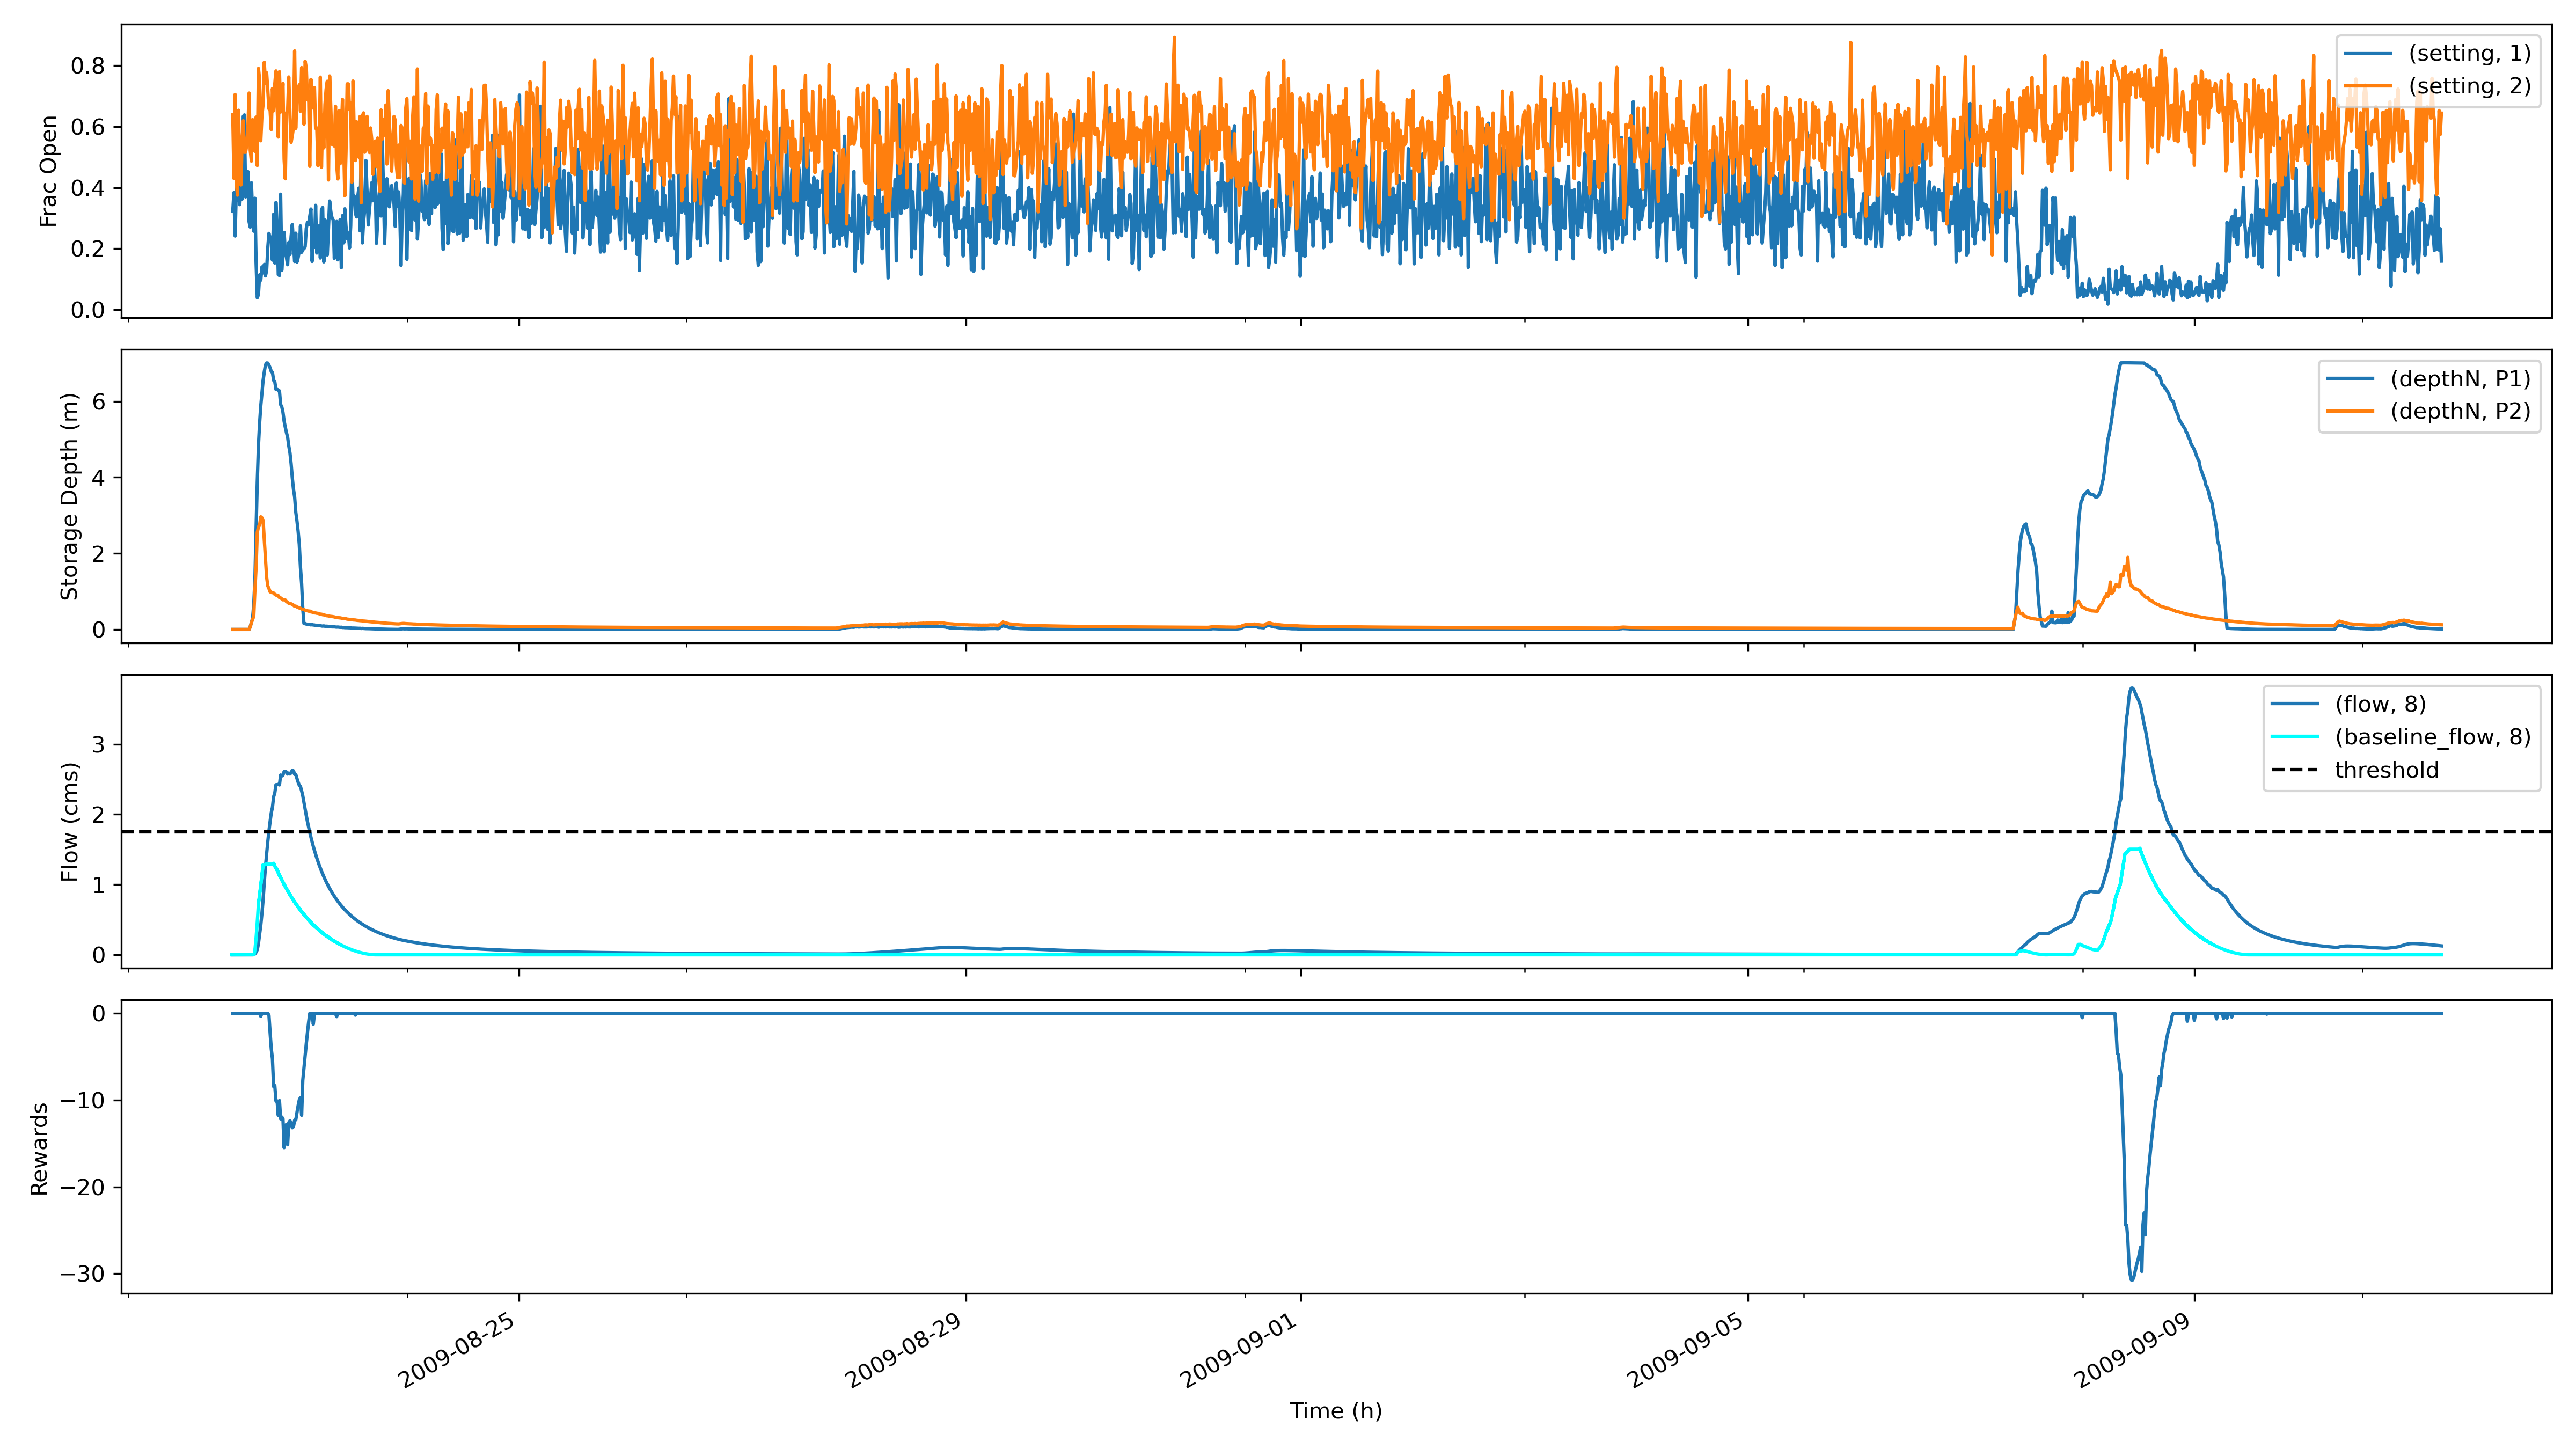 Frac Open
0.8
0.6
0.4
0.2
0.0
(setting, 1)
(setting, 2)
Storage Depth (m)
6
4
2
0
(depthN, P1)
(depthN, P2)
Flow (cms)
3
2
1
0
(flow, 8)
(baseline_flow, 8)
threshold
Rewards
0
−10
−20
−30
2009-08-25
2009-08-29
2009-09-01
2009-09-05
2009-09-09
Time (h)